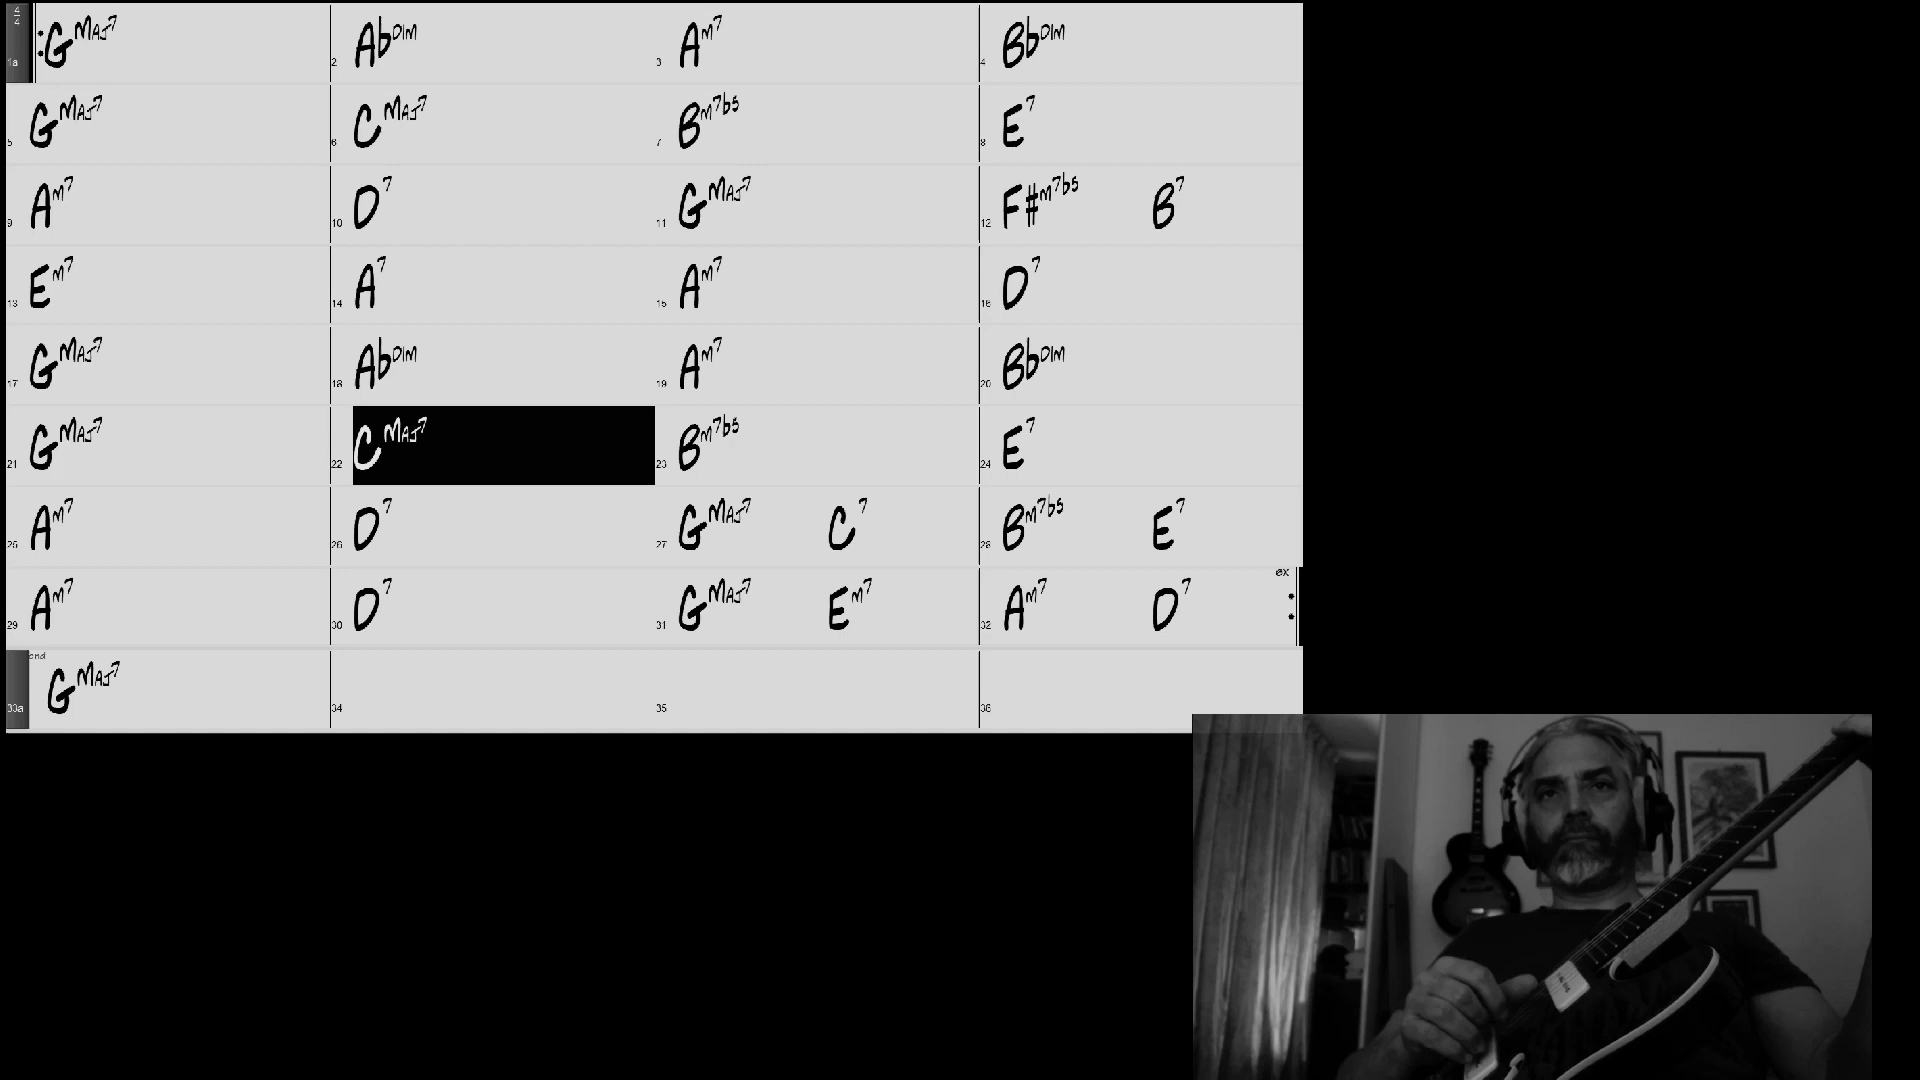 4/4 1a GMaj7 2 AbDIM 3 Am7 4 BbDIM
5 GMaj7 6 CMaj7 7 Bm7b5 8 E7
9 Am7 10 D7 11 GMaj7 12 F#m7b5 B7
13 Em7 14 A7 15 Am7 16 D7
17 GMaj7 18 AbDIM 19 Am7 20 BbDIM
21 GMaj7 22 CMaj7 23 Bm7b5 24 E7
25 Am7 26 D7 27 GMaj7 C7 28 Bm7b5 E7
29 Am7 30 D7 31 GMaj7 Em7 32 Am7 D7
33a end GMaj7 34 35 36